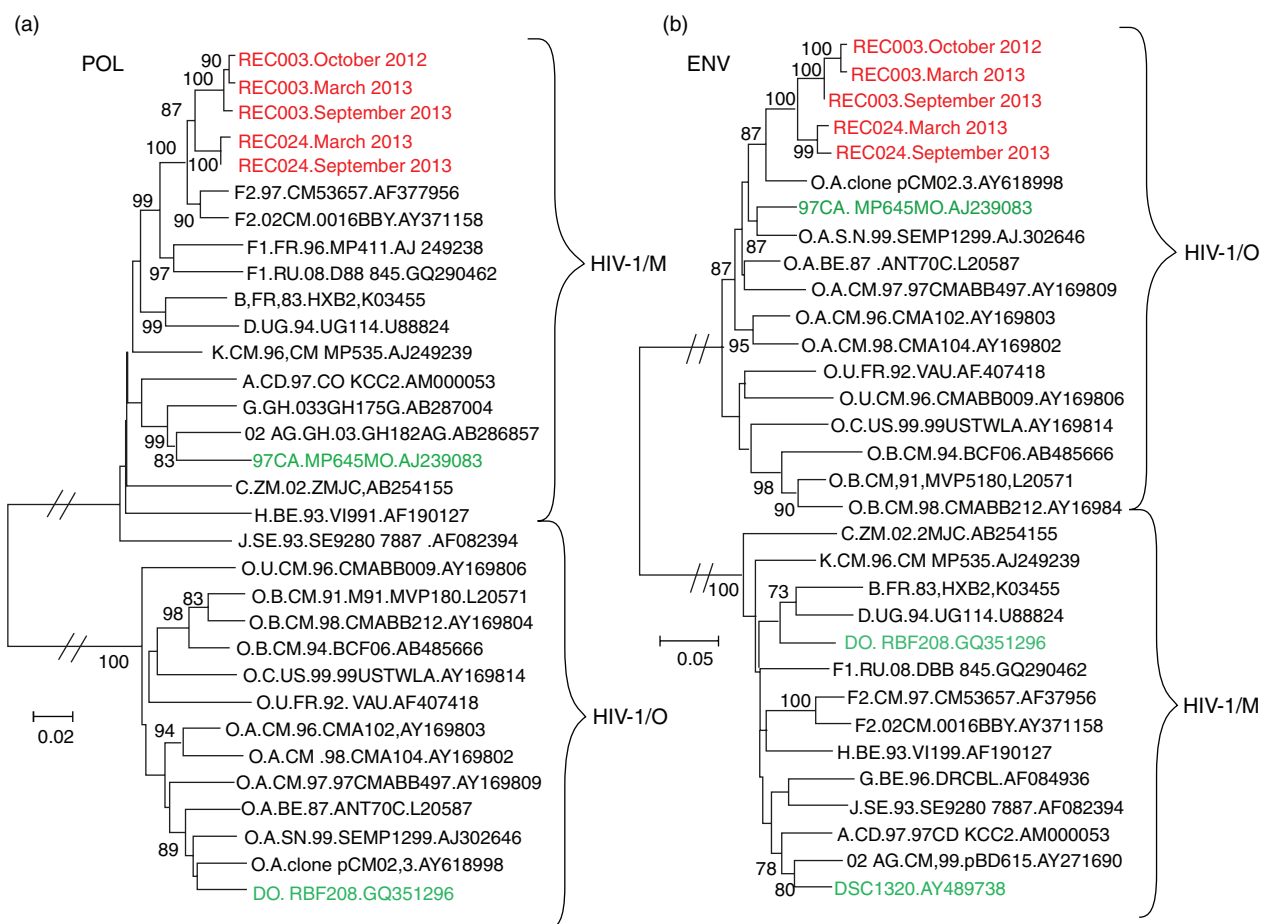 (a)
POL
90
REC003.October 2012
100
REC003.March 2013
87
REC003.September 2013
REC024.March 2013
100
100
REC024.September 2013
F2.97.CM53657.AF377956
99
90
F2.02CM.0016BBY.AY371158
F1.FR.96.MP411.AJ 249238
97
F1.RU.08.D88 845.GQ290462
B,FR,83.HXB2,K03455
99
D.UG.94.UG114.U88824
K.CM.96,CM MP535.AJ249239
A.CD.97.CO KCC2.AM000053
G.GH.033GH175G.AB287004
99
02 AG.GH.03.GH182AG.AB286857
83
97CA.MP645MO.AJ239083
C.ZM.02.ZMJC,AB254155
H.BE.93.VI991.AF190127
J.SE.93.SE9280 7887 .AF082394
HIV-1/M
O.U.CM.96.CMABB009.AY169806
83
O.B.CM.91.M91.MVP180.L20571
98
O.B.CM.98.CMABB212.AY169804
100
O.B.CM.94.BCF06.AB485666
O.C.US.99.99USTWLA.AY169814
O.U.FR.92. VAU.AF407418
94
O.A.CM.96.CMA102,AY169803
O.A.CM .98.CMA104.AY169802
O.A.CM.97.97CMABB497.AY169809
O.A.BE.87.ANT70C.L20587
89
O.A.SN.99.SEMP1299.AJ302646
O.A.clone pCM02,3.AY618998
DO. RBF208.GQ351296
HIV-1/O
0.02
(b)
ENV
100
REC003.October 2012
100
REC003.March 2013
100
REC003.September 2013
REC024.March 2013
87
99
REC024.September 2013
O.A.clone pCM02.3.AY618998
97CA. MP645MO.AJ239083
87
O.A.S.N.99.SEMP1299.AJ.302646
87
O.A.BE.87 .ANT70C.L20587
O.A.CM.97.97CMABB497.AY169809
O.A.CM.96.CMA102.AY169803
95
O.A.CM.98.CMA104.AY169802
O.U.FR.92.VAU.AF.407418
O.U.CM.96.CMABB009.AY169806
O.C.US.99.99USTWLA.AY169814
O.B.CM.94.BCF06.AB485666
98
O.B.CM,91,MVP5180,L20571
90
O.B.CM.98.CMABB212.AY16984
HIV-1/O
C.ZM.02.2MJC.AB254155
100
K.CM.96.CM MP535.AJ249239
73
B.FR.83,HXB2,K03455
D.UG.94.UG114.U88824
DO. RBF208.GQ351296
F1.RU.08.DBB 845.GQ290462
100
F2.CM.97.CM53657.AF37956
F2.02CM.0016BBY.AY371158
H.BE.93.VI199.AF190127
G.BE.96.DRCBL.AF084936
J.SE.93.SE9280 7887.AF082394
A.CD.97.97CD KCC2.AM000053
78
02 AG.CM,99.pBD615.AY271690
80
DSC1320.AY489738
HIV-1/M
0.05